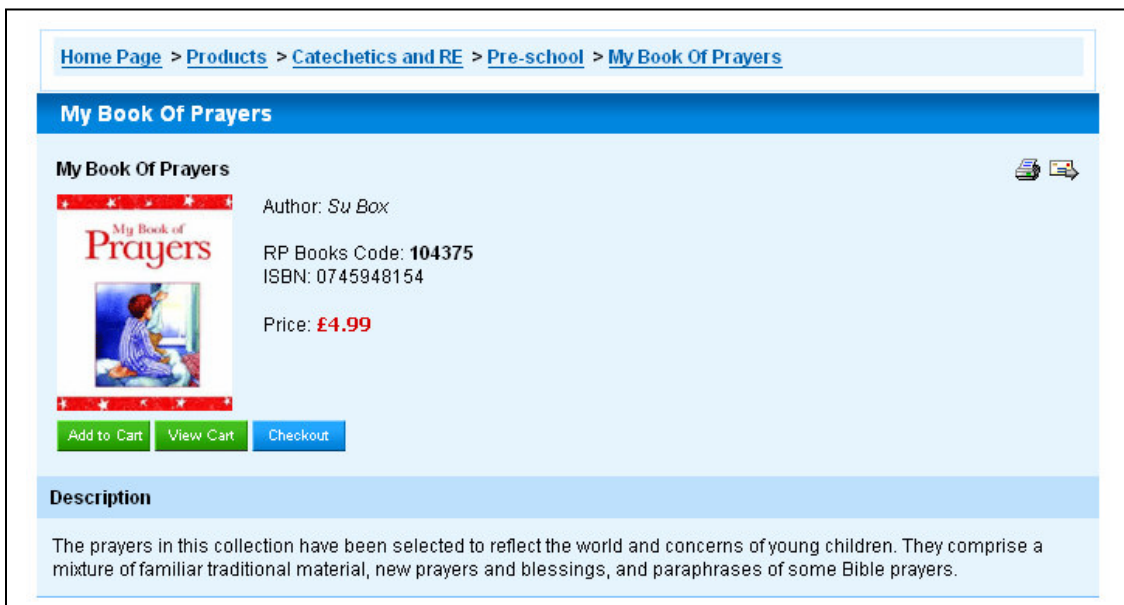 Home Page > Products > Catechetics and RE > Pre-school > My Book Of Prayers
My Book Of Prayers
My Book Of Prayers
My Book of
Prayers
Author: Su Box
RP Books Code: 104375
ISBN: 0745948154
Price: £4.99
Add to Cart View Cart Checkout
Description
The prayers in this collection have been selected to reflect the world and concerns of young children. They comprise a
mixture of familiar traditional material, new prayers and blessings, and paraphrases of some Bible prayers.